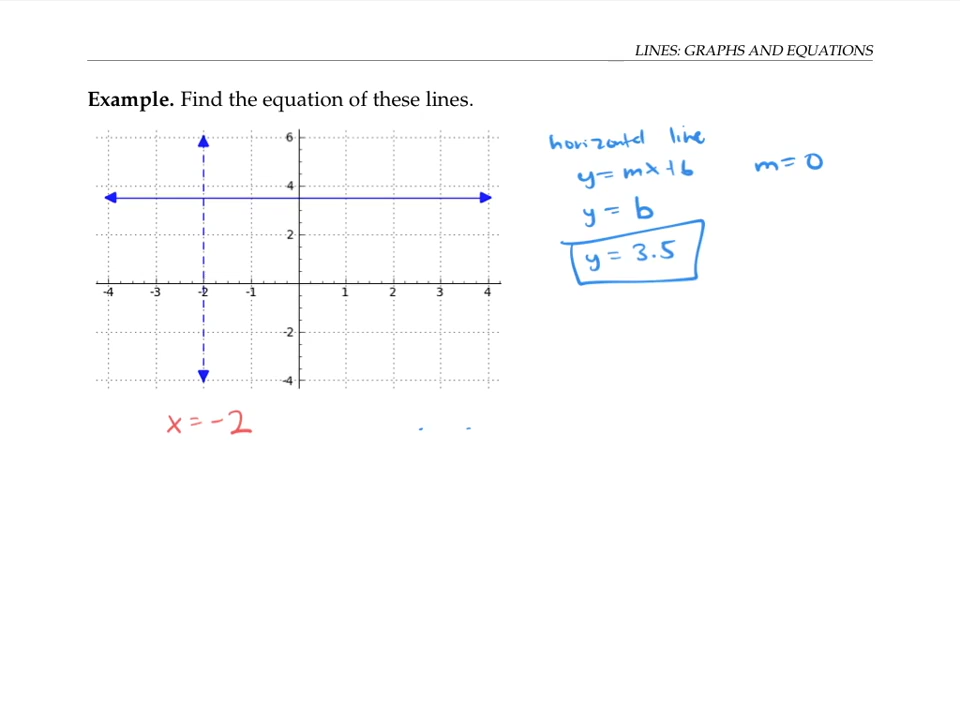 LINES: GRAPHS AND EQUATIONS
Example. Find the equation of these lines.
horizontal line
y = mx + b m = 0
y = b
y = 3.5
6
4
2
-4 -3 -2 -1 1 2 3 4
-2
-4
x = -2